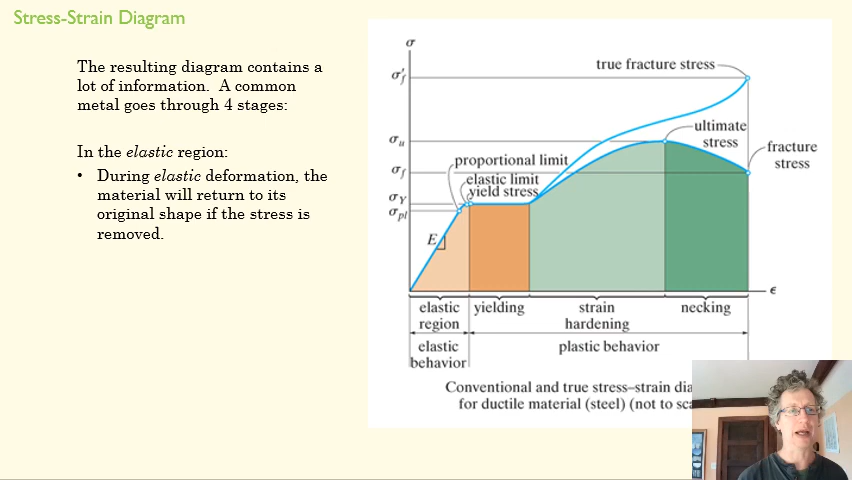 Stress-Strain Diagram
The resulting diagram contains a
lot of information. A common
metal goes through 4 stages:
In the elastic region:
• During elastic deformation, the
material will return to its
original shape if the stress is
removed.
σ
true fracture stress
σ'f
σu
ultimate
stress
fracture
stress
proportional limit
σf
elastic limit
yield stress
σY
σpl
E
ϵ
elastic
region
yielding
strain
hardening
necking
elastic
behavior
plastic behavior
Conventional and true stress–strain dia
for ductile material (steel) (not to sca